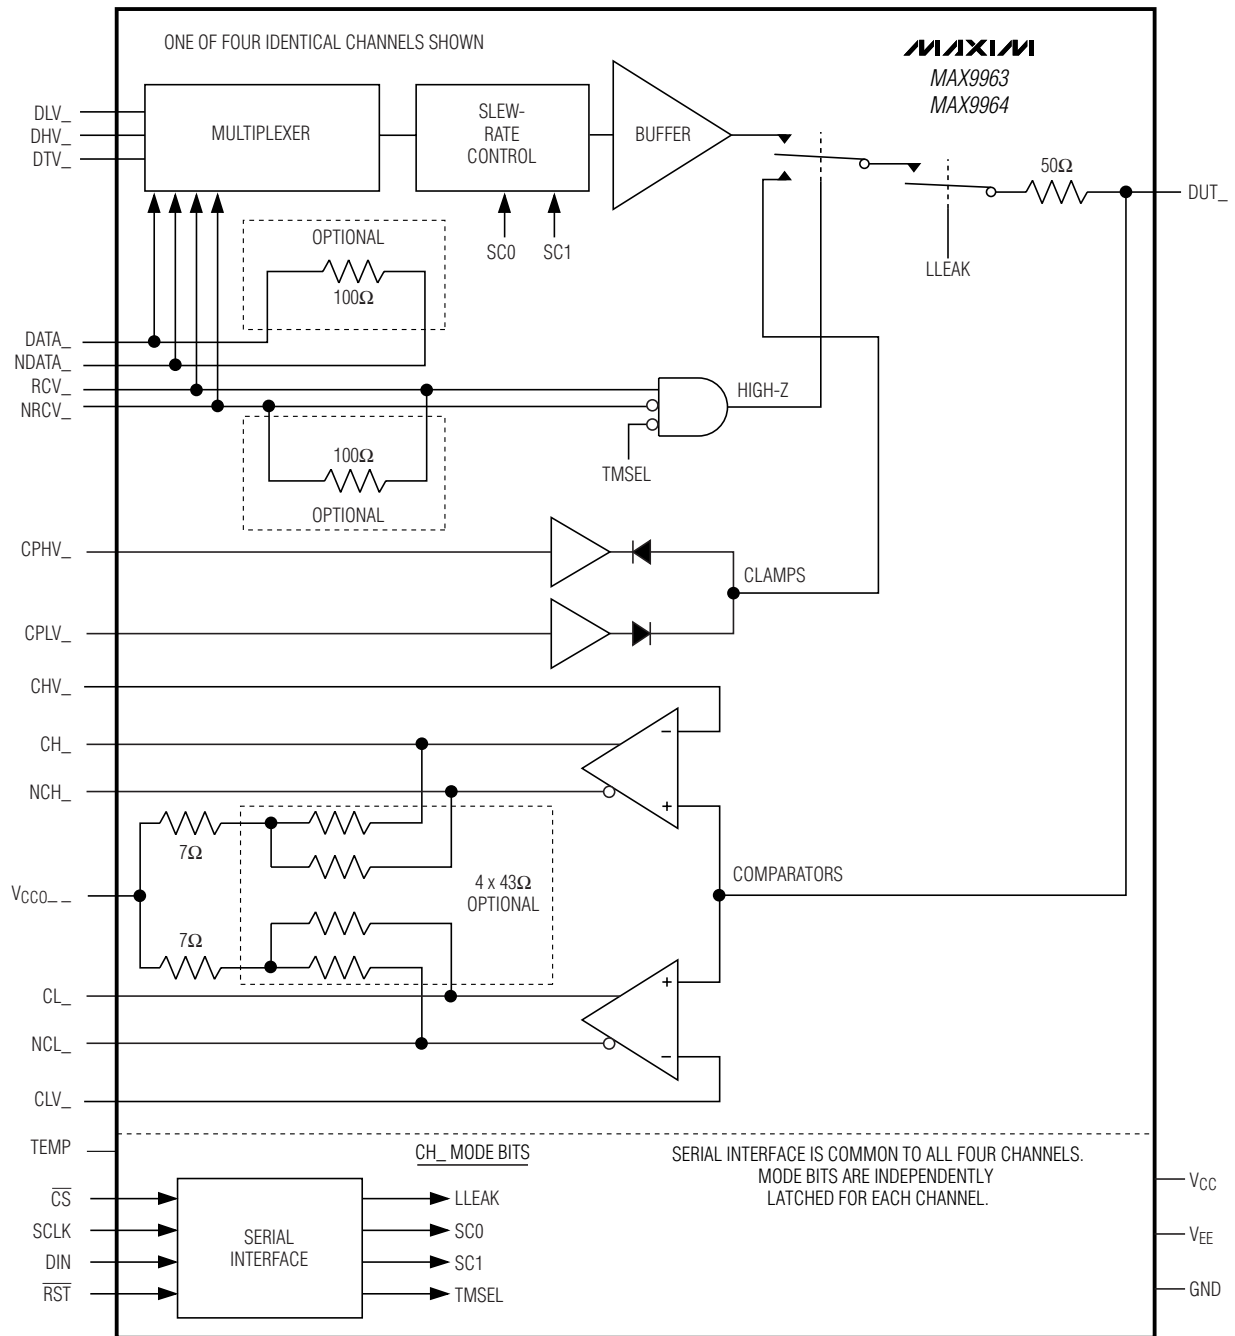 ONE OF FOUR IDENTICAL CHANNELS SHOWN
MAXIM
MAX9963
MAX9964
DLV_
DHV_
DTV_
MULTIPLEXER
SLEW-
RATE
CONTROL
BUFFER
50Ω
DUT_
SC0
SC1
LLEAK
OPTIONAL
100Ω
DATA_
NDATA_
RCV_
NRCV_
HIGH-Z
TMSEL
100Ω
OPTIONAL
CPHV_
CLAMPS
CPLV_
CHV_
CH_
−
NCH_
+
7Ω
4 x 43Ω
OPTIONAL
COMPARATORS
VCCO_ _
7Ω
CL_
+
NCL_
−
CLV_
TEMP
CH_ MODE BITS
SERIAL INTERFACE IS COMMON TO ALL FOUR CHANNELS.
MODE BITS ARE INDEPENDENTLY
LATCHED FOR EACH CHANNEL.
C̅S̅
SCLK
DIN
R̅S̅T̅
SERIAL
INTERFACE
LLEAK
SC0
SC1
TMSEL
VCC
VEE
GND